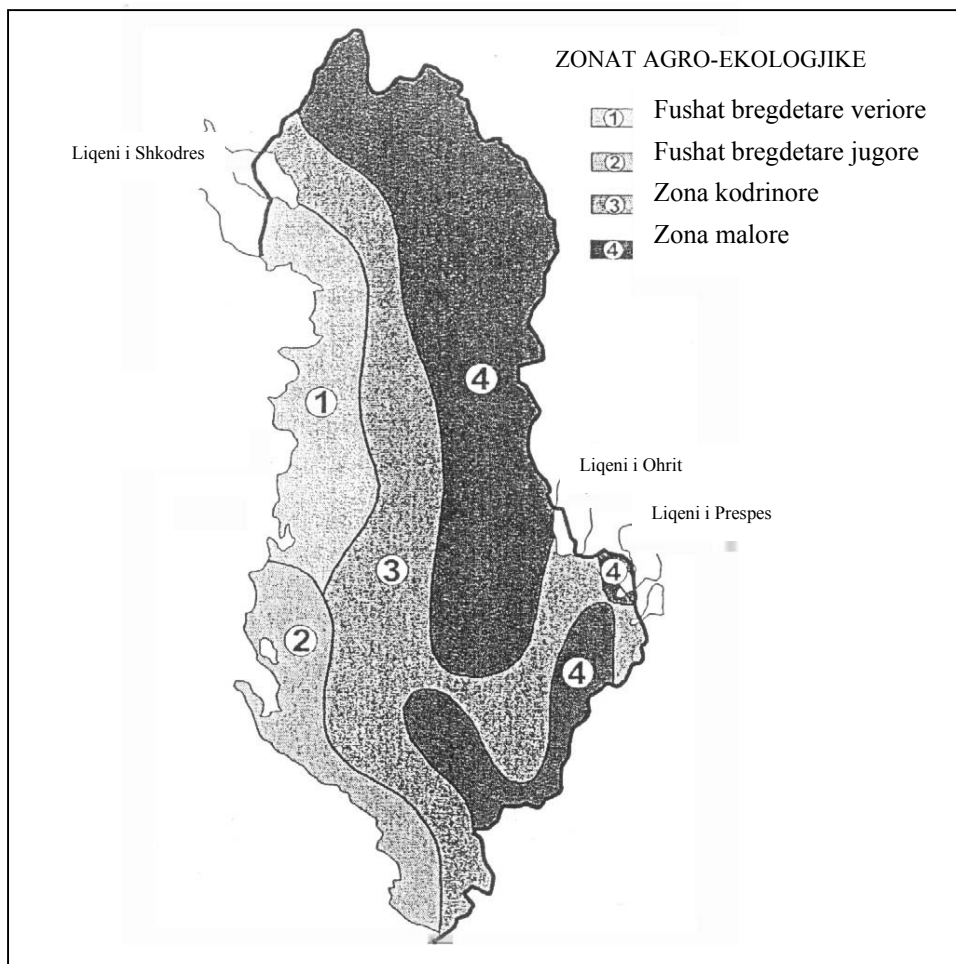 ZONAT AGRO-EKOLOGJIKE
1 Fushat bregdetare veriore
2 Fushat bregdetare jugore
3 Zona kodrinore
4 Zona malore
Liqeni i Shkodres
4
1
Liqeni i Ohrit
Liqeni i Prespes
3
4
2
4